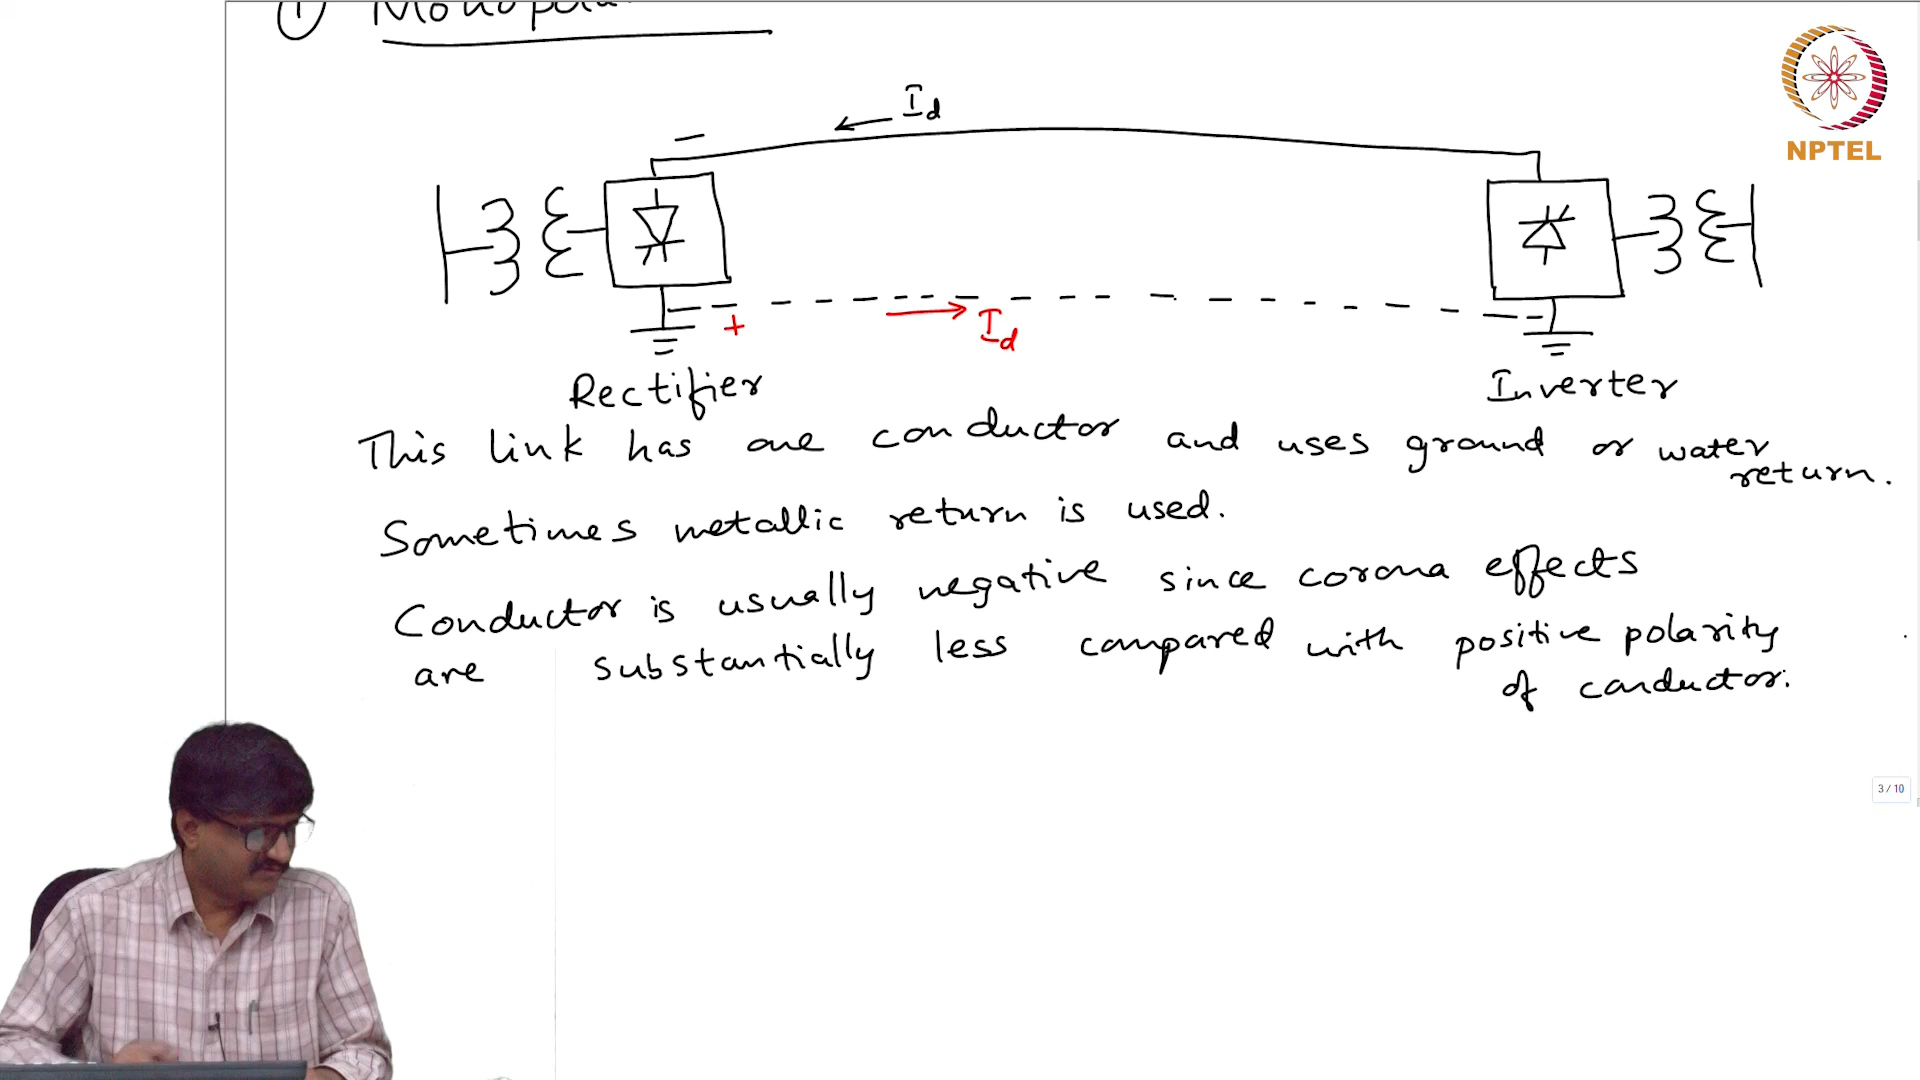 ① Monopola
I_d
NPTEL
−
+
I_d
Rectifier
Inverter
This link has one conductor and uses ground or water
return.
Sometimes metallic return is used.
Conductor is usually negative since corona effects
are substantially less compared with positive polarity
of conductor.
3 / 10